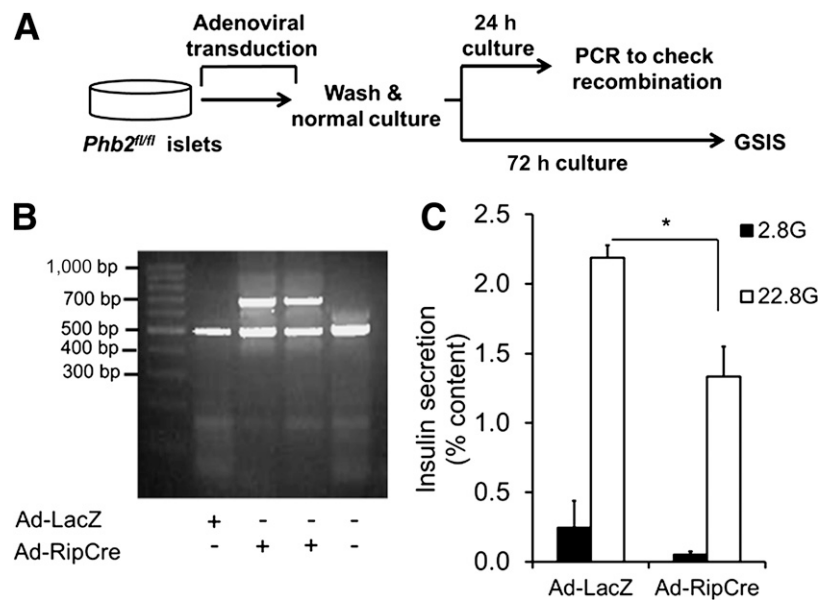 A
Adenoviral
transduction
Phb2fl/fl islets
Wash &
normal culture
24 h
culture
PCR to check
recombination
72 h culture
GSIS
B
1,000 bp
700 bp
500 bp
400 bp
300 bp
Ad-LacZ + - - -
Ad-RipCre - + + -
C
Insulin secretion
(% content)
2.5
2.0
1.5
1.0
0.5
0.0
*
2.8G
22.8G
Ad-LacZ Ad-RipCre